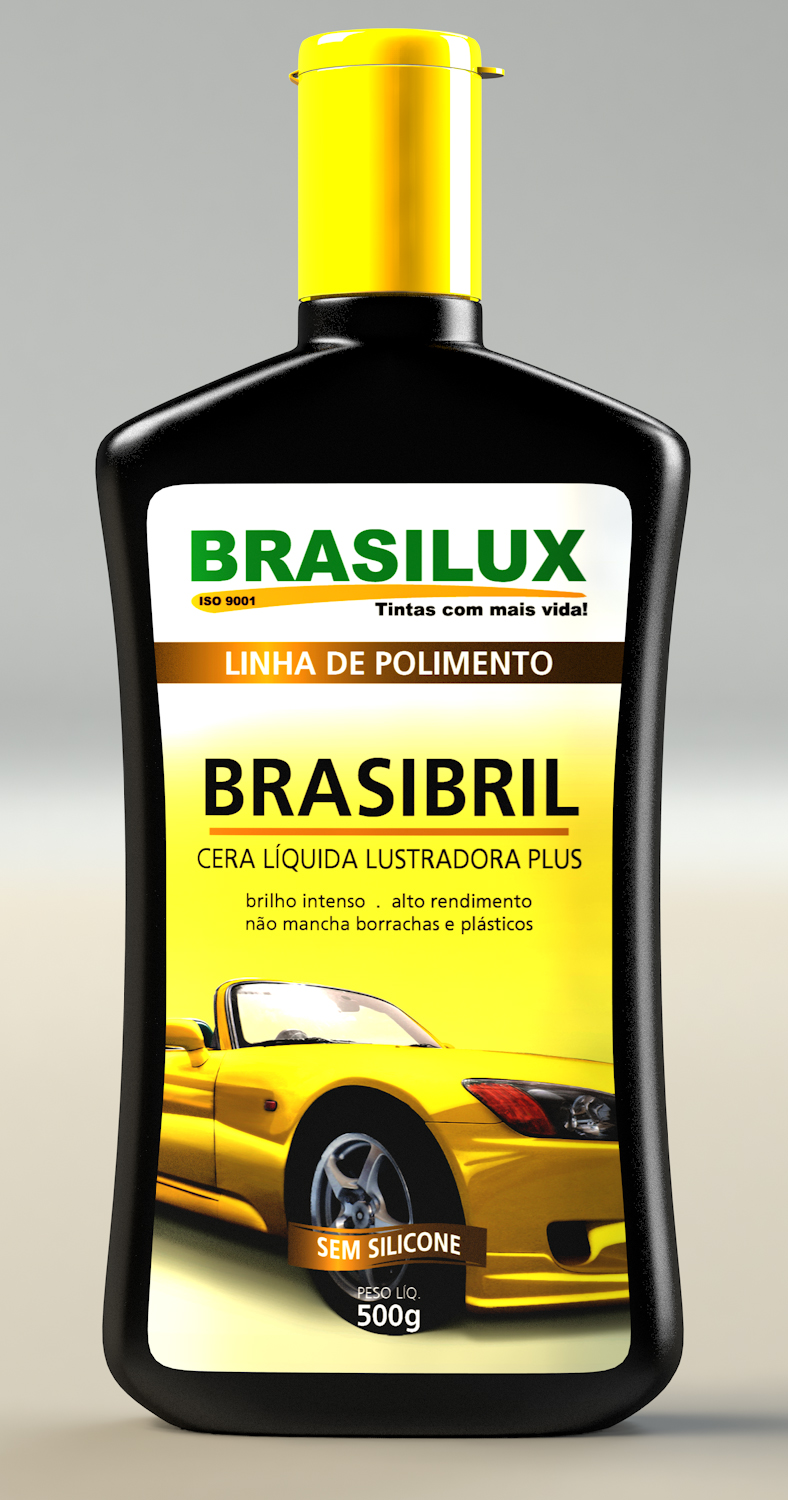 BRASILUX
ISO 9001
Tintas com mais vida!
LINHA DE POLIMENTO
BRASIBRIL
CERA LÍQUIDA LUSTRADORA PLUS
brilho intenso . alto rendimento
não mancha borrachas e plásticos
SEM SILICONE
PESO LÍQ.
500g